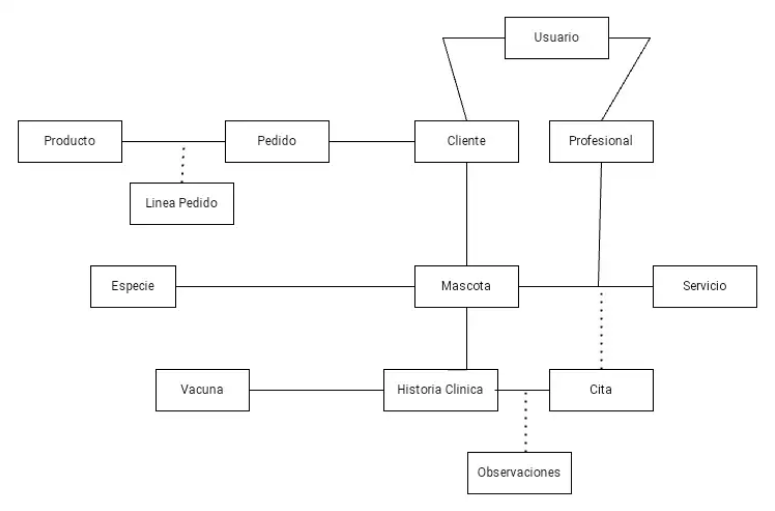 Usuario
Producto
Pedido
Cliente
Profesional
Linea Pedido
Especie
Mascota
Servicio
Vacuna
Historia Clinica
Cita
Observaciones